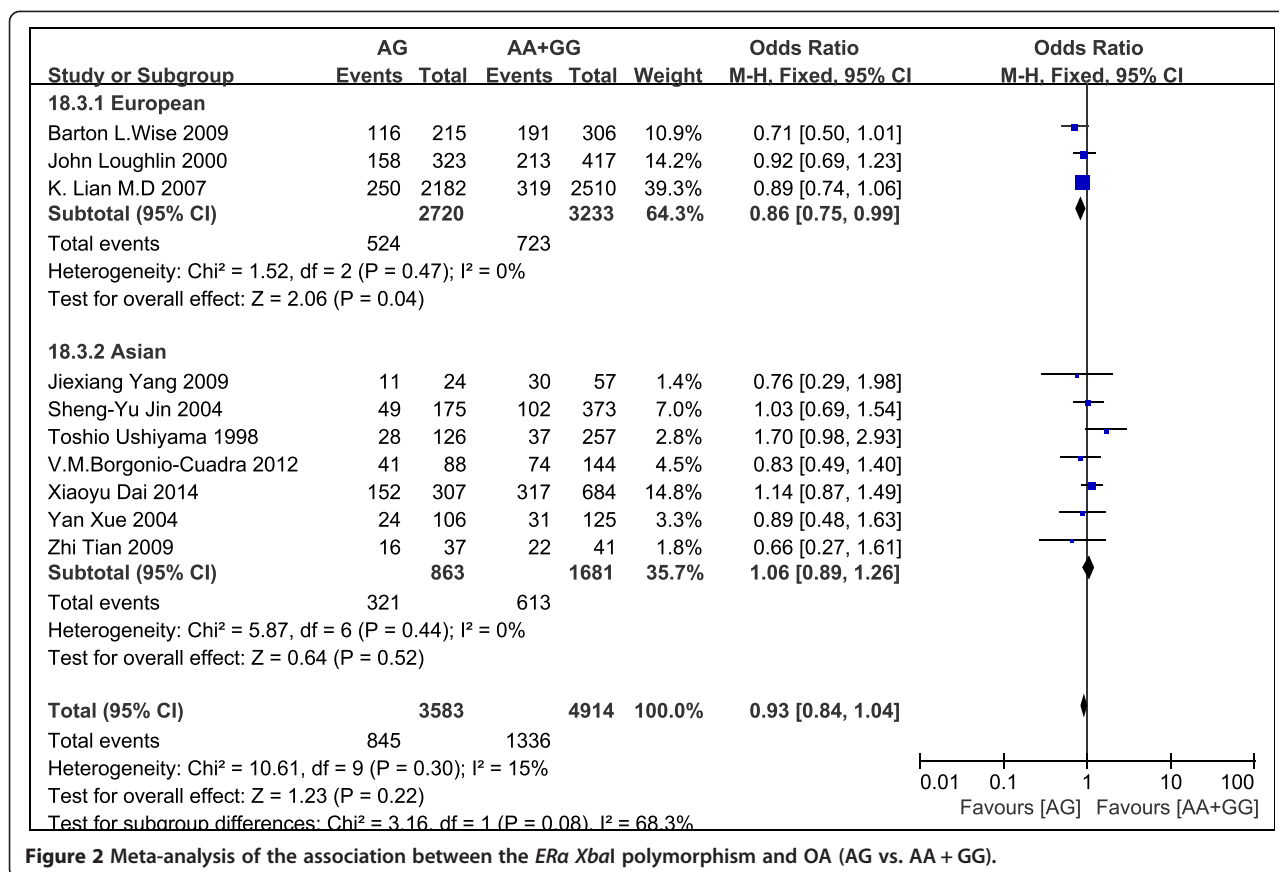 AG AA+GG Odds Ratio Odds Ratio
Study or Subgroup Events Total Events Total Weight M-H, Fixed, 95% CI M-H, Fixed, 95% CI
18.3.1 European
Barton L.Wise 2009 116 215 191 306 10.9% 0.71 [0.50, 1.01]
John Loughlin 2000 158 323 213 417 14.2% 0.92 [0.69, 1.23]
K. Lian M.D 2007 250 2182 319 2510 39.3% 0.89 [0.74, 1.06]
Subtotal (95% CI) 2720 3233 64.3% 0.86 [0.75, 0.99]
Total events 524 723
Heterogeneity: Chi² = 1.52, df = 2 (P = 0.47); I² = 0%
Test for overall effect: Z = 2.06 (P = 0.04)
18.3.2 Asian
Jiexiang Yang 2009 11 24 30 57 1.4% 0.76 [0.29, 1.98]
Sheng-Yu Jin 2004 49 175 102 373 7.0% 1.03 [0.69, 1.54]
Toshio Ushiyama 1998 28 126 37 257 2.8% 1.70 [0.98, 2.93]
V.M.Borgonio-Cuadra 2012 41 88 74 144 4.5% 0.83 [0.49, 1.40]
Xiaoyu Dai 2014 152 307 317 684 14.8% 1.14 [0.87, 1.49]
Yan Xue 2004 24 106 31 125 3.3% 0.89 [0.48, 1.63]
Zhi Tian 2009 16 37 22 41 1.8% 0.66 [0.27, 1.61]
Subtotal (95% CI) 863 1681 35.7% 1.06 [0.89, 1.26]
Total events 321 613
Heterogeneity: Chi² = 5.87, df = 6 (P = 0.44); I² = 0%
Test for overall effect: Z = 0.64 (P = 0.52)
Total (95% CI) 3583 4914 100.0% 0.93 [0.84, 1.04]
Total events 845 1336
Heterogeneity: Chi² = 10.61, df = 9 (P = 0.30); I² = 15%
Test for overall effect: Z = 1.23 (P = 0.22)
Test for subgroup differences: Chi² = 3.16, df = 1 (P = 0.08), I² = 68.3%
0.01 0.1 1 10 100
Favours [AG] Favours [AA+GG]
Figure 2 Meta-analysis of the association between the ERα XbaI polymorphism and OA (AG vs. AA + GG).